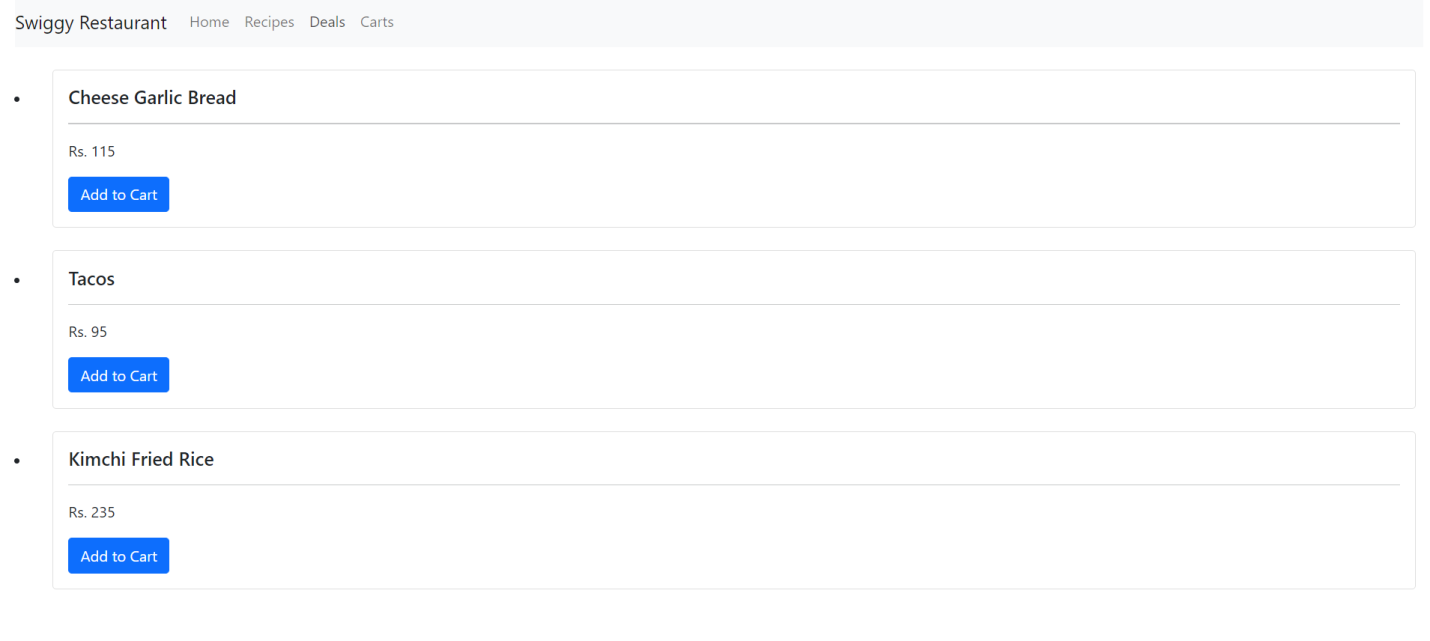 Swiggy Restaurant Home Recipes Deals Carts
Cheese Garlic Bread
Rs. 115
Add to Cart
Tacos
Rs. 95
Add to Cart
Kimchi Fried Rice
Rs. 235
Add to Cart